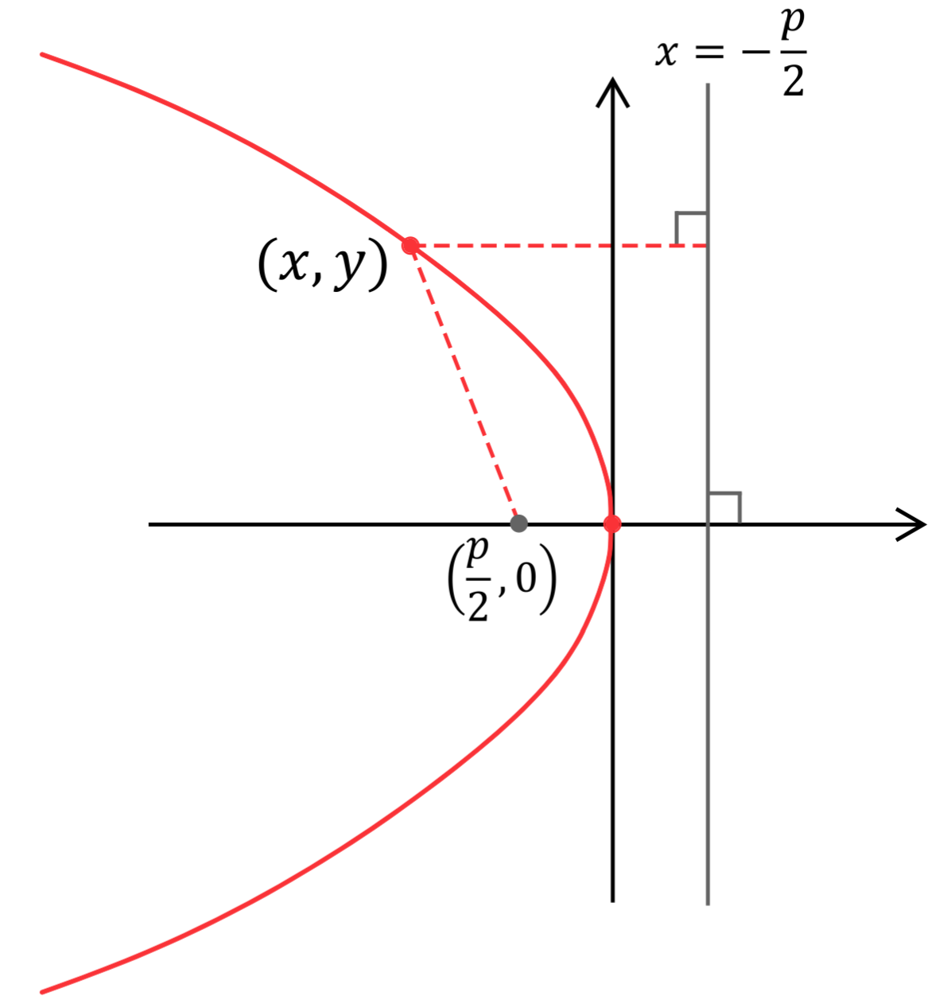 x = −p/2
(x, y)
(p/2, 0)